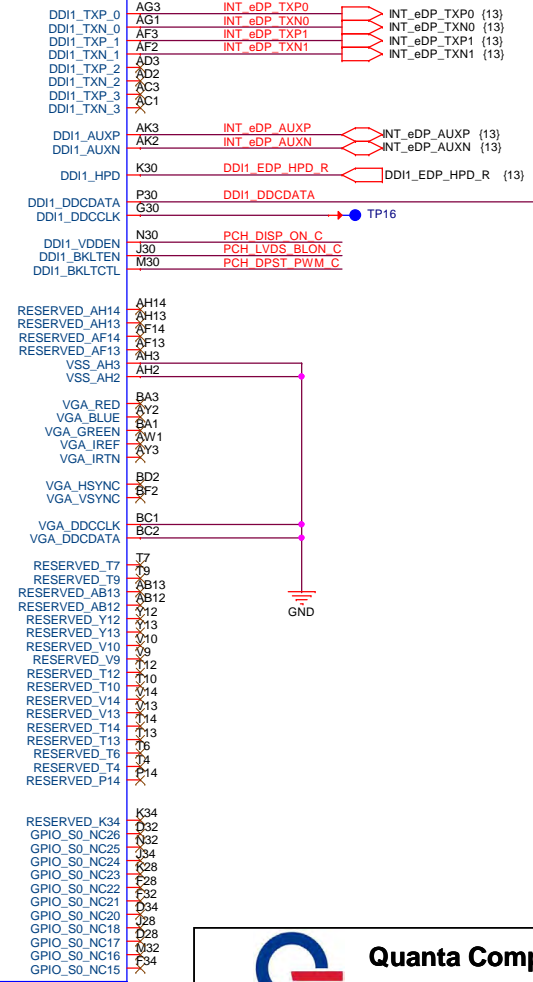 DDI1_TXP_0 AG3 INT_eDP_TXP0 INT_eDP_TXP0 {13}
DDI1_TXN_0 AG1 INT_eDP_TXN0 INT_eDP_TXN0 {13}
DDI1_TXP_1 AF3 INT_eDP_TXP1 INT_eDP_TXP1 {13}
DDI1_TXN_1 AF2 INT_eDP_TXN1 INT_eDP_TXN1 {13}
DDI1_TXP_2 AD3
DDI1_TXN_2 AD2
DDI1_TXP_3 AC3
DDI1_TXN_3 AC1
DDI1_AUXP AK3 INT_eDP_AUXP INT_eDP_AUXP {13}
DDI1_AUXN AK2 INT_eDP_AUXN INT_eDP_AUXN {13}
DDI1_HPD K30 DDI1_EDP_HPD_R DDI1_EDP_HPD_R {13}
DDI1_DDCDATA P30 DDI1_DDCDATA
DDI1_DDCCLK G30 TP16
DDI1_VDDEN N30 PCH_DISP_ON_C
DDI1_BKLTEN J30 PCH_LVDS_BLON_C
DDI1_BKLTCTL M30 PCH_DPST_PWM_C
RESERVED_AH14 AH14
RESERVED_AH13 AH13
RESERVED_AF14 AF14
RESERVED_AF13 AF13
VSS_AH3 AH3
VSS_AH2 AH2
VGA_RED BA3
VGA_BLUE AY2
VGA_GREEN BA1
VGA_IREF AW1
VGA_IRTN AY3
VGA_HSYNC BD2
VGA_VSYNC BF2
VGA_DDCCLK BC1
VGA_DDCDATA BC2
RESERVED_T7 T7
RESERVED_T9 T9
RESERVED_AB13 AB13
RESERVED_AB12 AB12
RESERVED_Y12 Y12
RESERVED_Y13 Y13
RESERVED_V10 V10
RESERVED_V9 V9
RESERVED_T12 T12
RESERVED_T10 T10
RESERVED_V14 V14
RESERVED_V13 V13
RESERVED_T14 T14
RESERVED_T13 T13
RESERVED_T6 T6
RESERVED_T4 T4
RESERVED_P14 P14
GND
RESERVED_K34 K34
GPIO_S0_NC26 D32
GPIO_S0_NC25 N32
GPIO_S0_NC24 J34
GPIO_S0_NC23 K28
GPIO_S0_NC22 F28
GPIO_S0_NC21 F32
GPIO_S0_NC20 D34
GPIO_S0_NC18 J28
GPIO_S0_NC17 D28
GPIO_S0_NC16 M32
GPIO_S0_NC15 F34
Quanta Comp